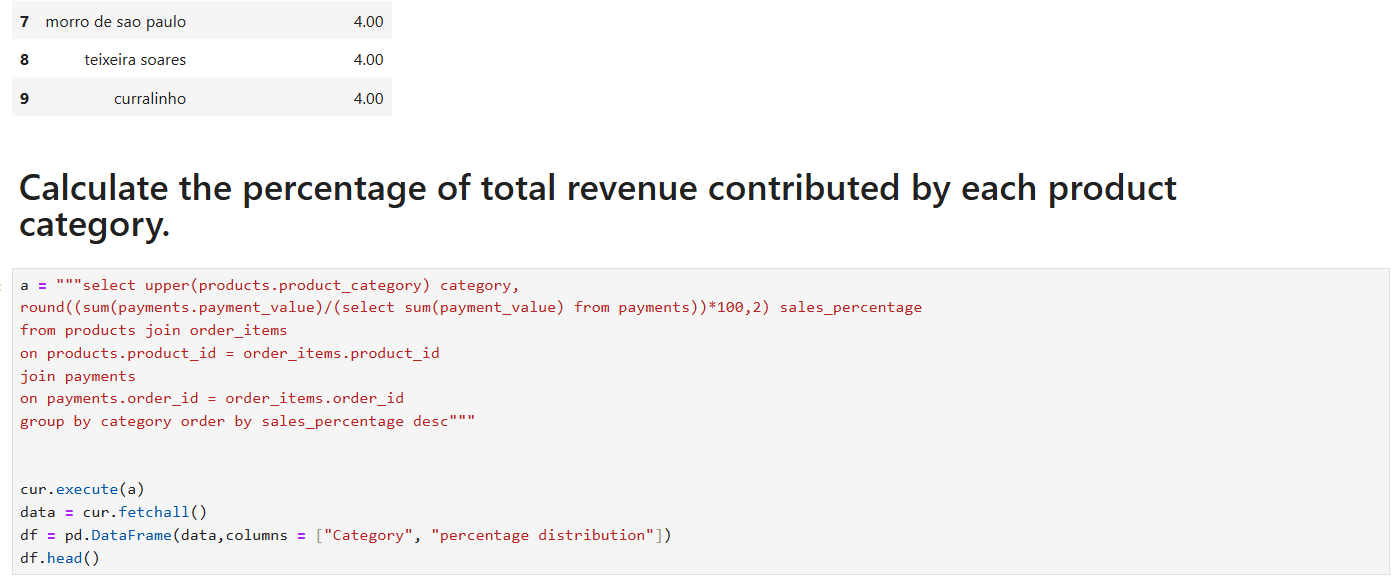 7 morro de sao paulo 4.00
8 teixeira soares 4.00
9 curralinho 4.00
Calculate the percentage of total revenue contributed by each product
category.
a = """select upper(products.product_category) category,
round((sum(payments.payment_value)/(select sum(payment_value) from payments))*100,2) sales_percentage
from products join order_items
on products.product_id = order_items.product_id
join payments
on payments.order_id = order_items.order_id
group by category order by sales_percentage desc"""
cur.execute(a)
data = cur.fetchall()
df = pd.DataFrame(data,columns = ["Category", "percentage distribution"])
df.head()